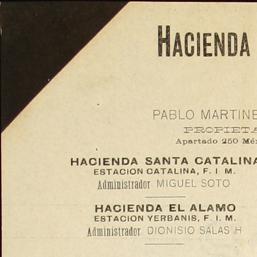 HACIENDA
PABLO MARTINE
PROPIETA
Apartado 250 Mé
HACIENDA SANTA CATALINA
ESTACION CATALINA, F. I. M.
Administrador MIGUEL SOTO
HACIENDA EL ALAMO
ESTACION YERBANIS, F. I. M.
Administrador DIONISIO SALAS H